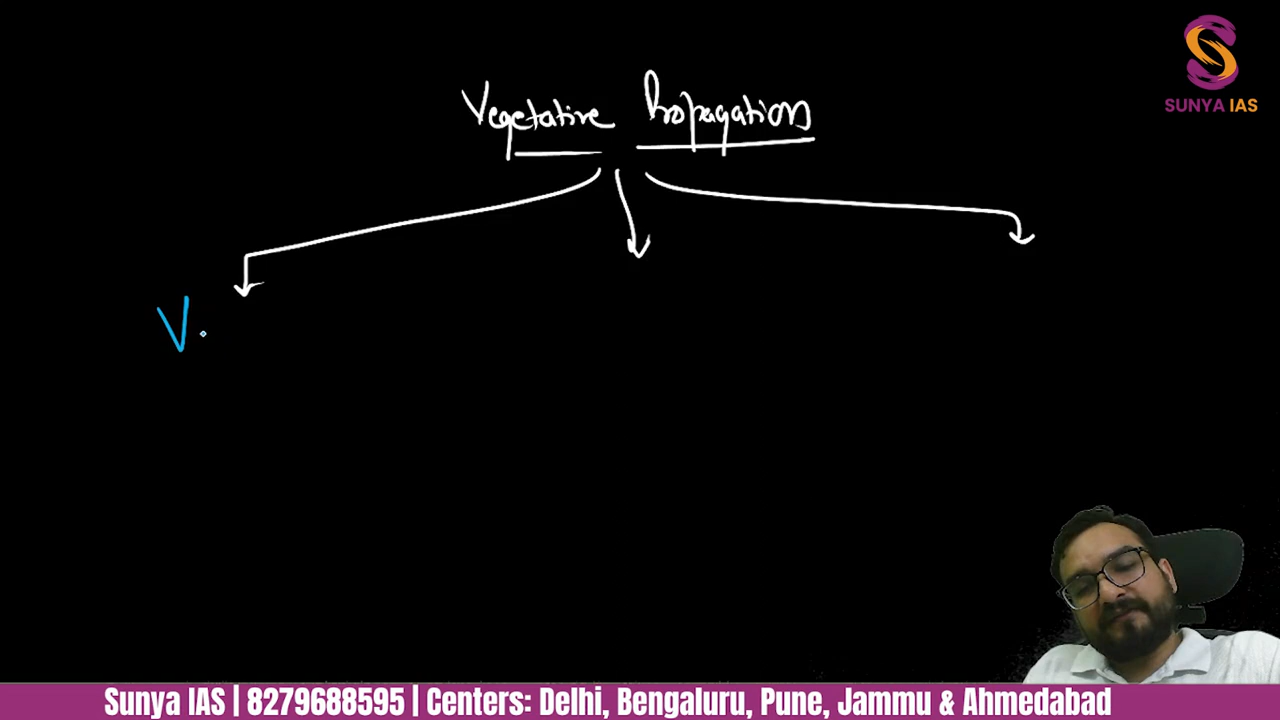 SUNYA IAS
Vegetative Propagation
V.
Sunya IAS | 8279688595 | Centers: Delhi, Bengaluru, Pune, Jammu & Ahmedabad